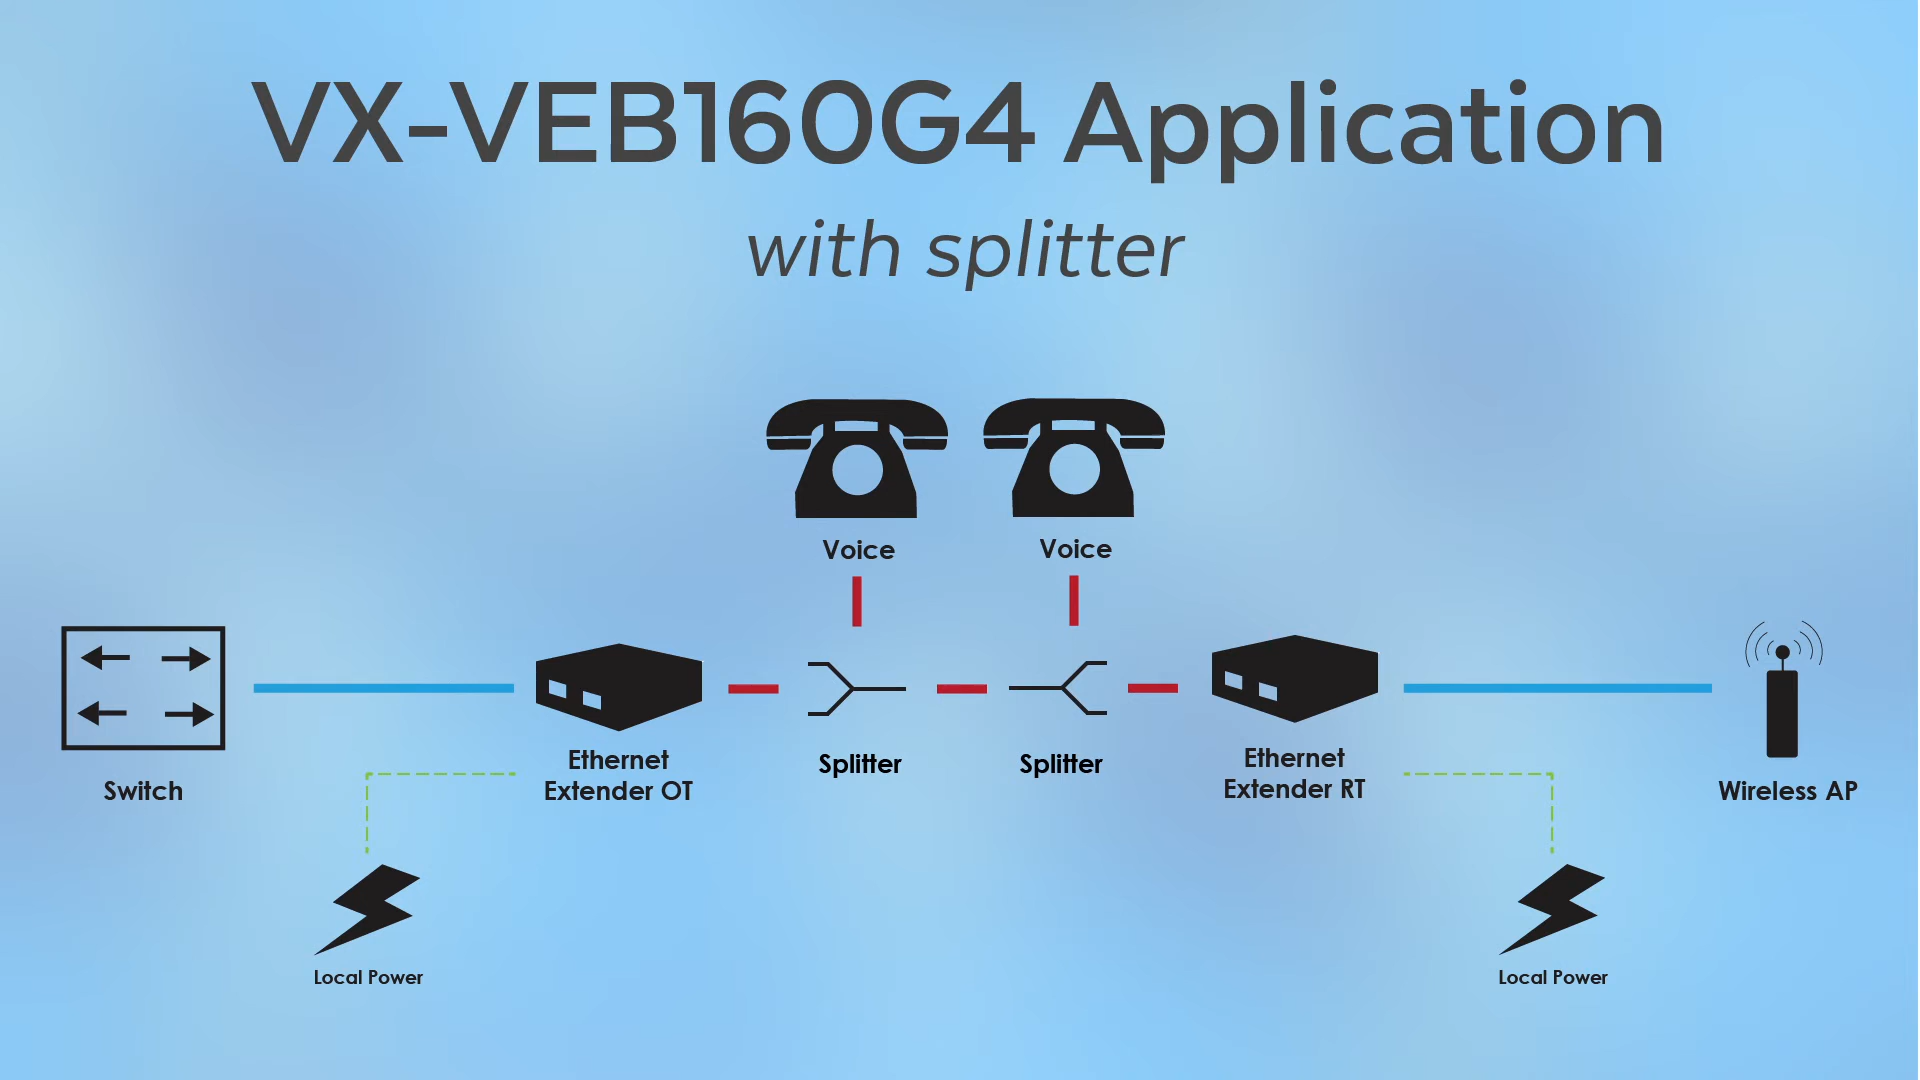 VX-VEB160G4 Application
with splitter
Voice
Voice
Switch
Ethernet
Extender OT
Splitter
Splitter
Ethernet
Extender RT
Wireless AP
Local Power
Local Power